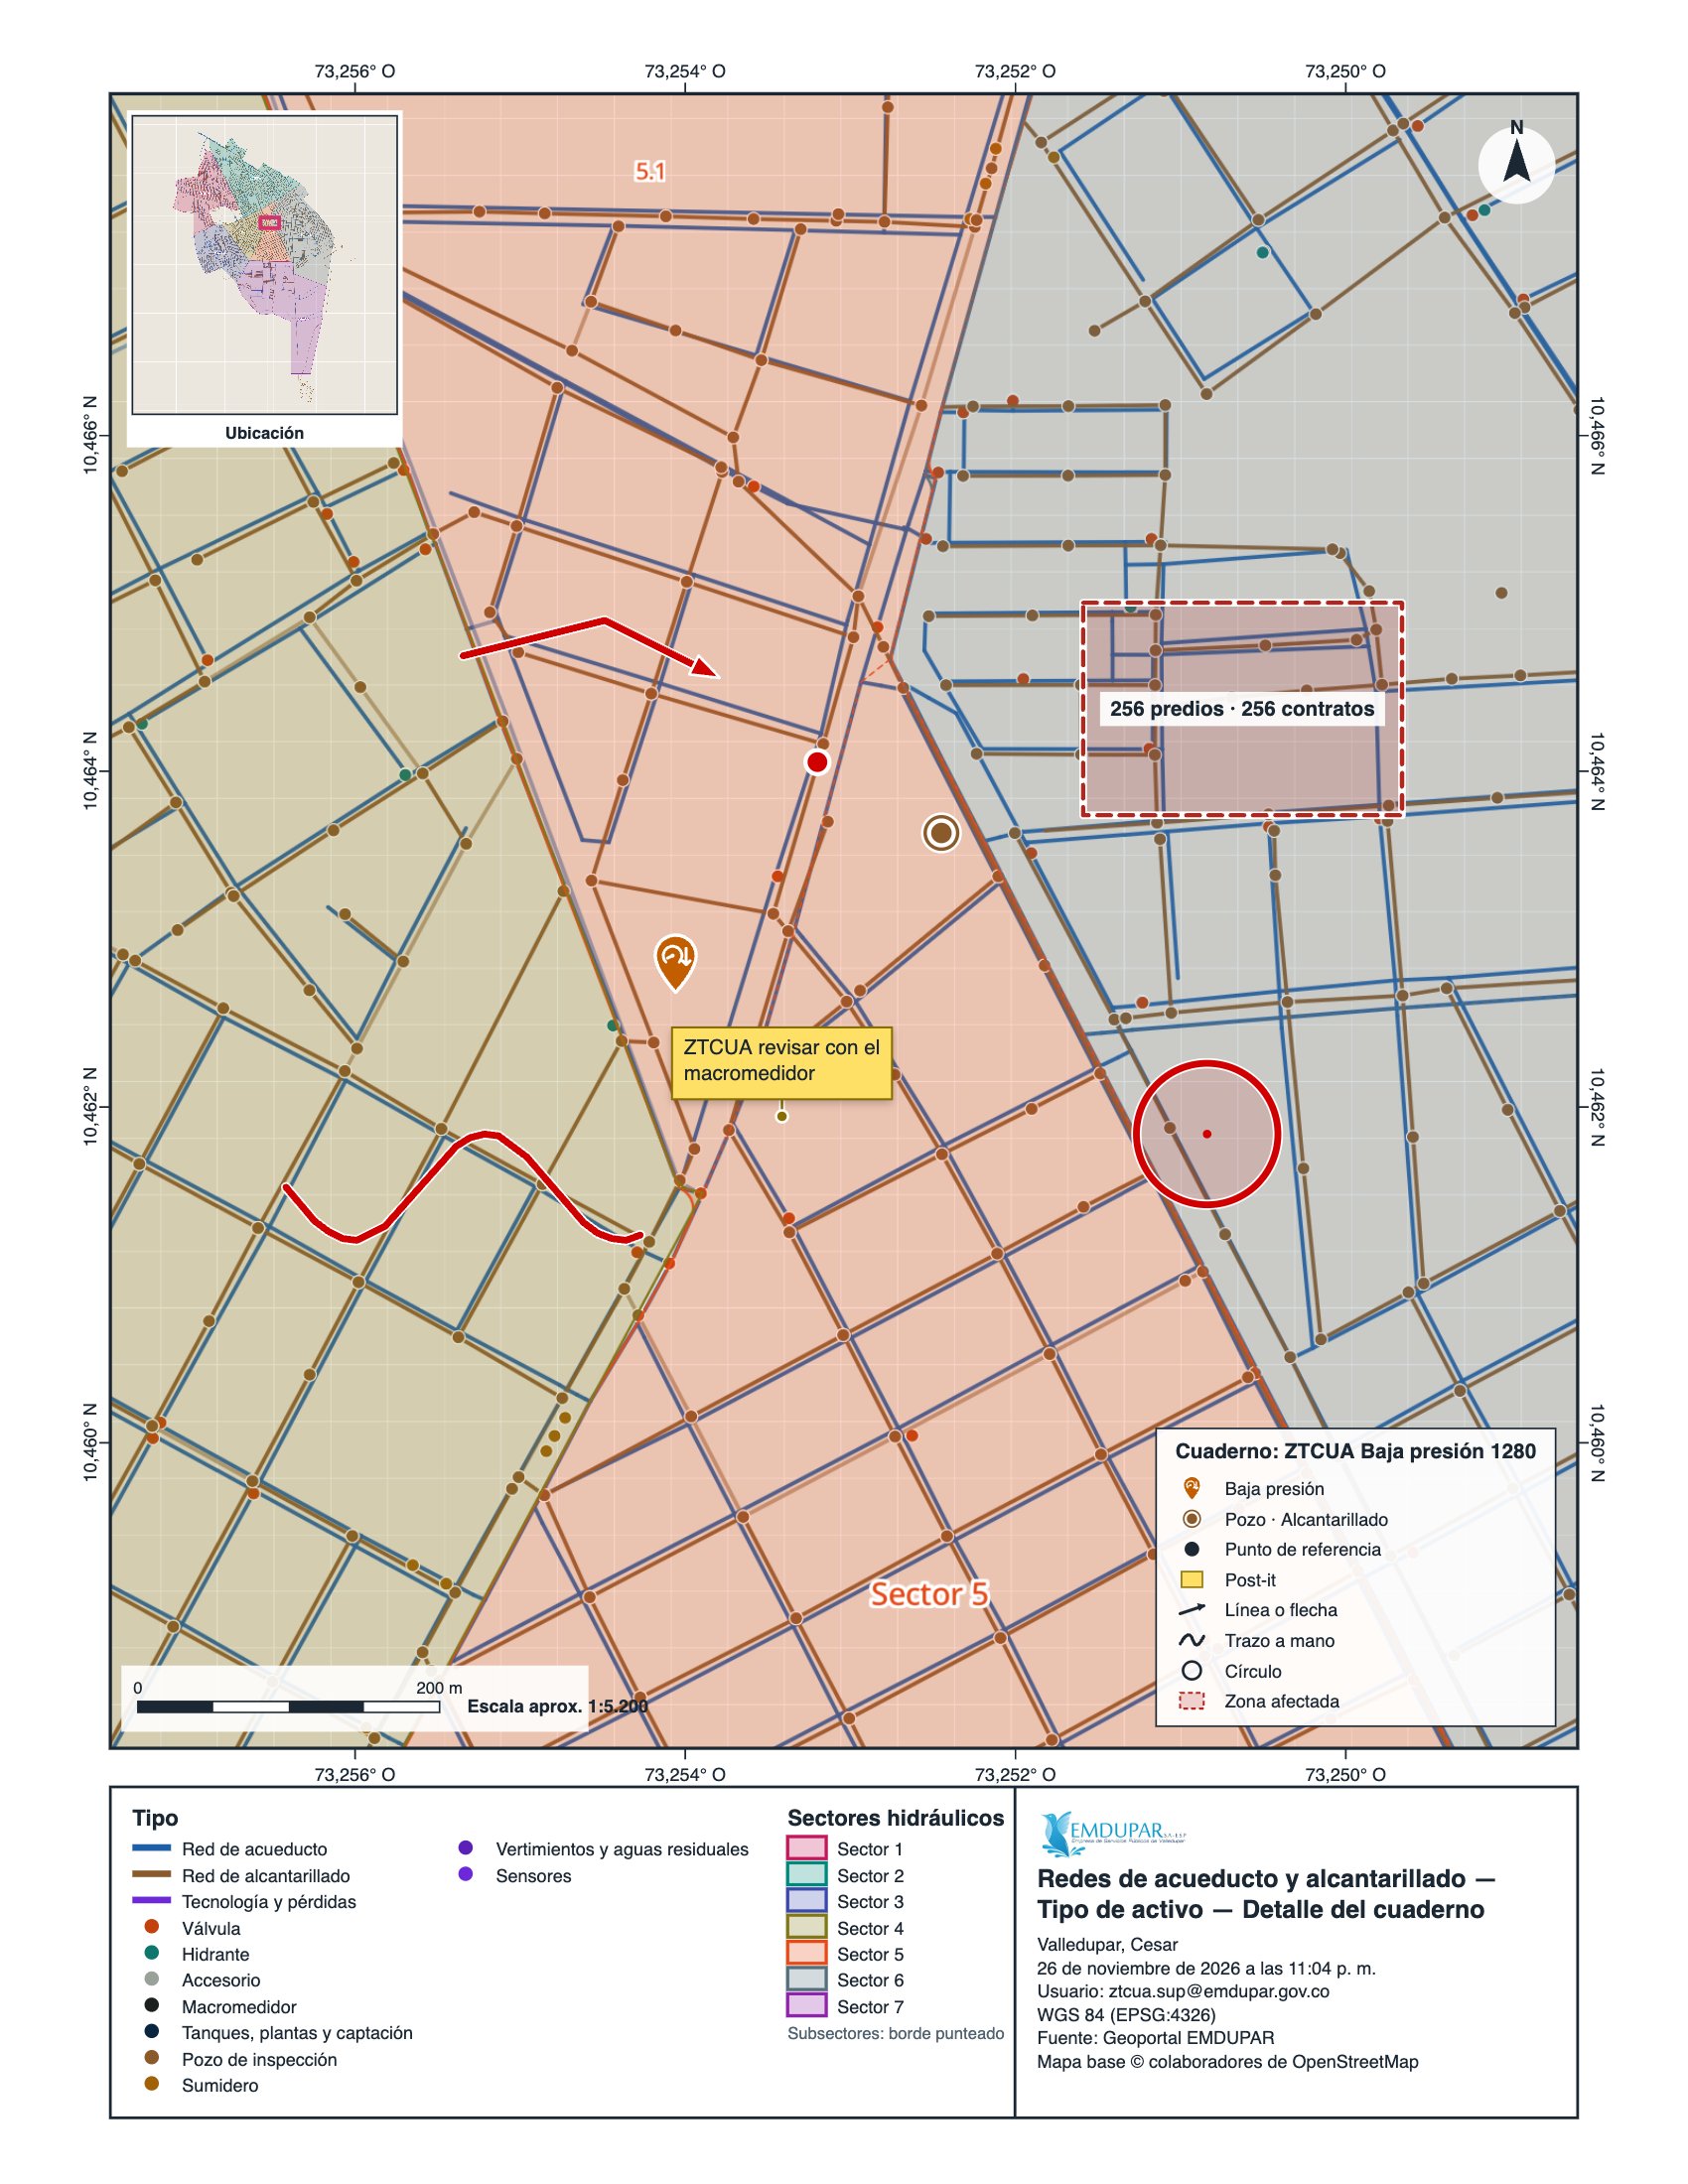 73,256° O
73,254° O
73,252° O
73,250° O
N
5.1
Ubicación
10,466° N
10,466° N
256 predios · 256 contratos
10,464° N
10,464° N
ZTCUA revisar con el
macromedidor
10,462° N
10,462° N
10,460° N
10,460° N
Sector 5
Cuaderno: ZTCUA Baja presión 1280
Baja presión
Pozo · Alcantarillado
Punto de referencia
Post-it
Línea o flecha
Trazo a mano
Círculo
Zona afectada
0
200 m
Escala aprox. 1:5.200
73,256° O
73,254° O
73,252° O
73,250° O
Tipo
Red de acueducto
Red de alcantarillado
Tecnología y pérdidas
Válvula
Hidrante
Accesorio
Macromedidor
Tanques, plantas y captación
Pozo de inspección
Sumidero
Vertimientos y aguas residuales
Sensores
Sectores hidráulicos
Sector 1
Sector 2
Sector 3
Sector 4
Sector 5
Sector 6
Sector 7
Subsectores: borde punteado
EMDUPAR S.A. E.S.P
Empresa de Servicios Públicos de Valledupar
Redes de acueducto y alcantarillado —
Tipo de activo — Detalle del cuaderno
Valledupar, Cesar
26 de noviembre de 2026 a las 11:04 p. m.
Usuario: ztcua.sup@emdupar.gov.co
WGS 84 (EPSG:4326)
Fuente: Geoportal EMDUPAR
Mapa base © colaboradores de OpenStreetMap